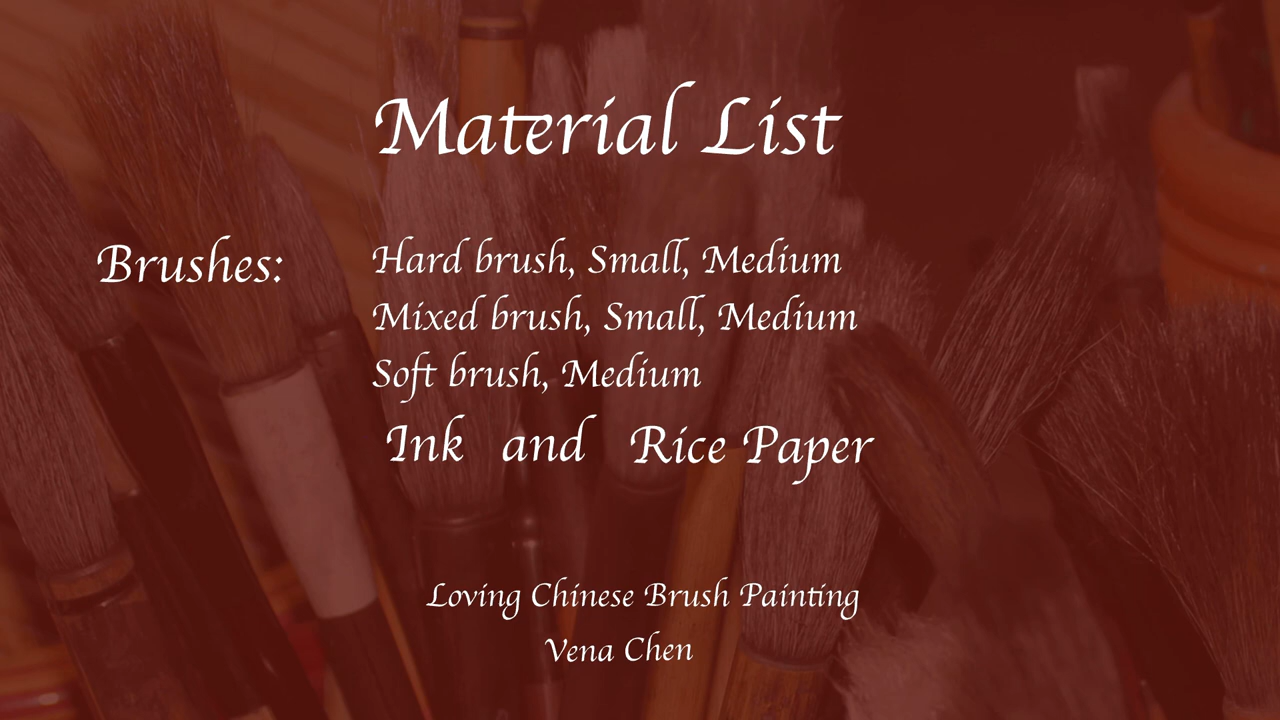 Material List
Brushes: Hard brush, Small, Medium
Mixed brush, Small, Medium
Soft brush, Medium
Ink and Rice Paper
Loving Chinese Brush Painting
Vena Chen